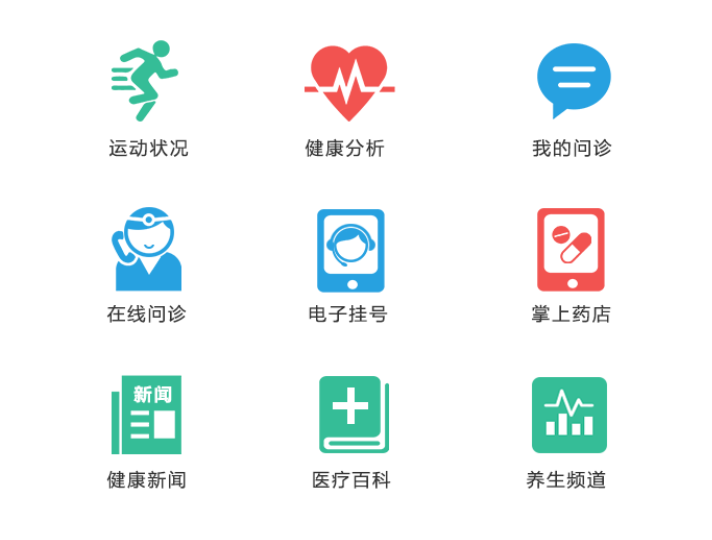 运动状况
健康分析
我的问诊
在线问诊
电子挂号
掌上药店
新闻
健康新闻
医疗百科
养生频道